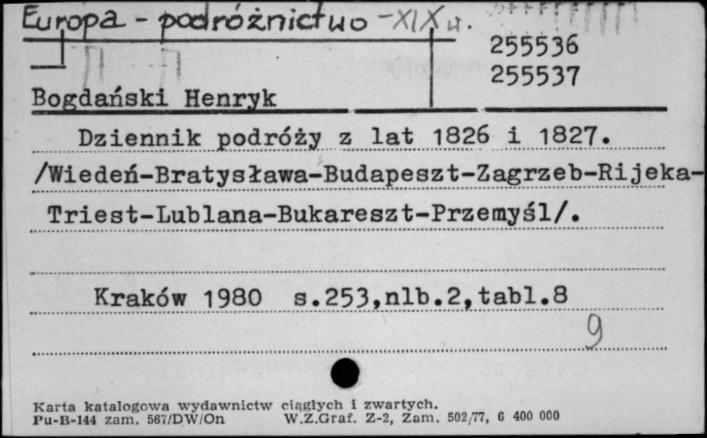 Europa - podróżnictwo - XIX w.
255536
255537
Bogdański Henryk
Dziennik podróży z lat 1826 i 1827.
/Wiedeń-Bratysława-Budapeszt-Zagrzeb-Rijeka-
Triest-Lublana-Bukareszt-Przemyśl/.
Kraków 1980 s.253,nlb.2,tabl.8
9
Karta katalogowa wydawnictw ciągłych i zwartych.
Pu-B-144 zam. 567/DW/On W.Z.Graf. Z-2, Zam. 502/77, 6 400 000